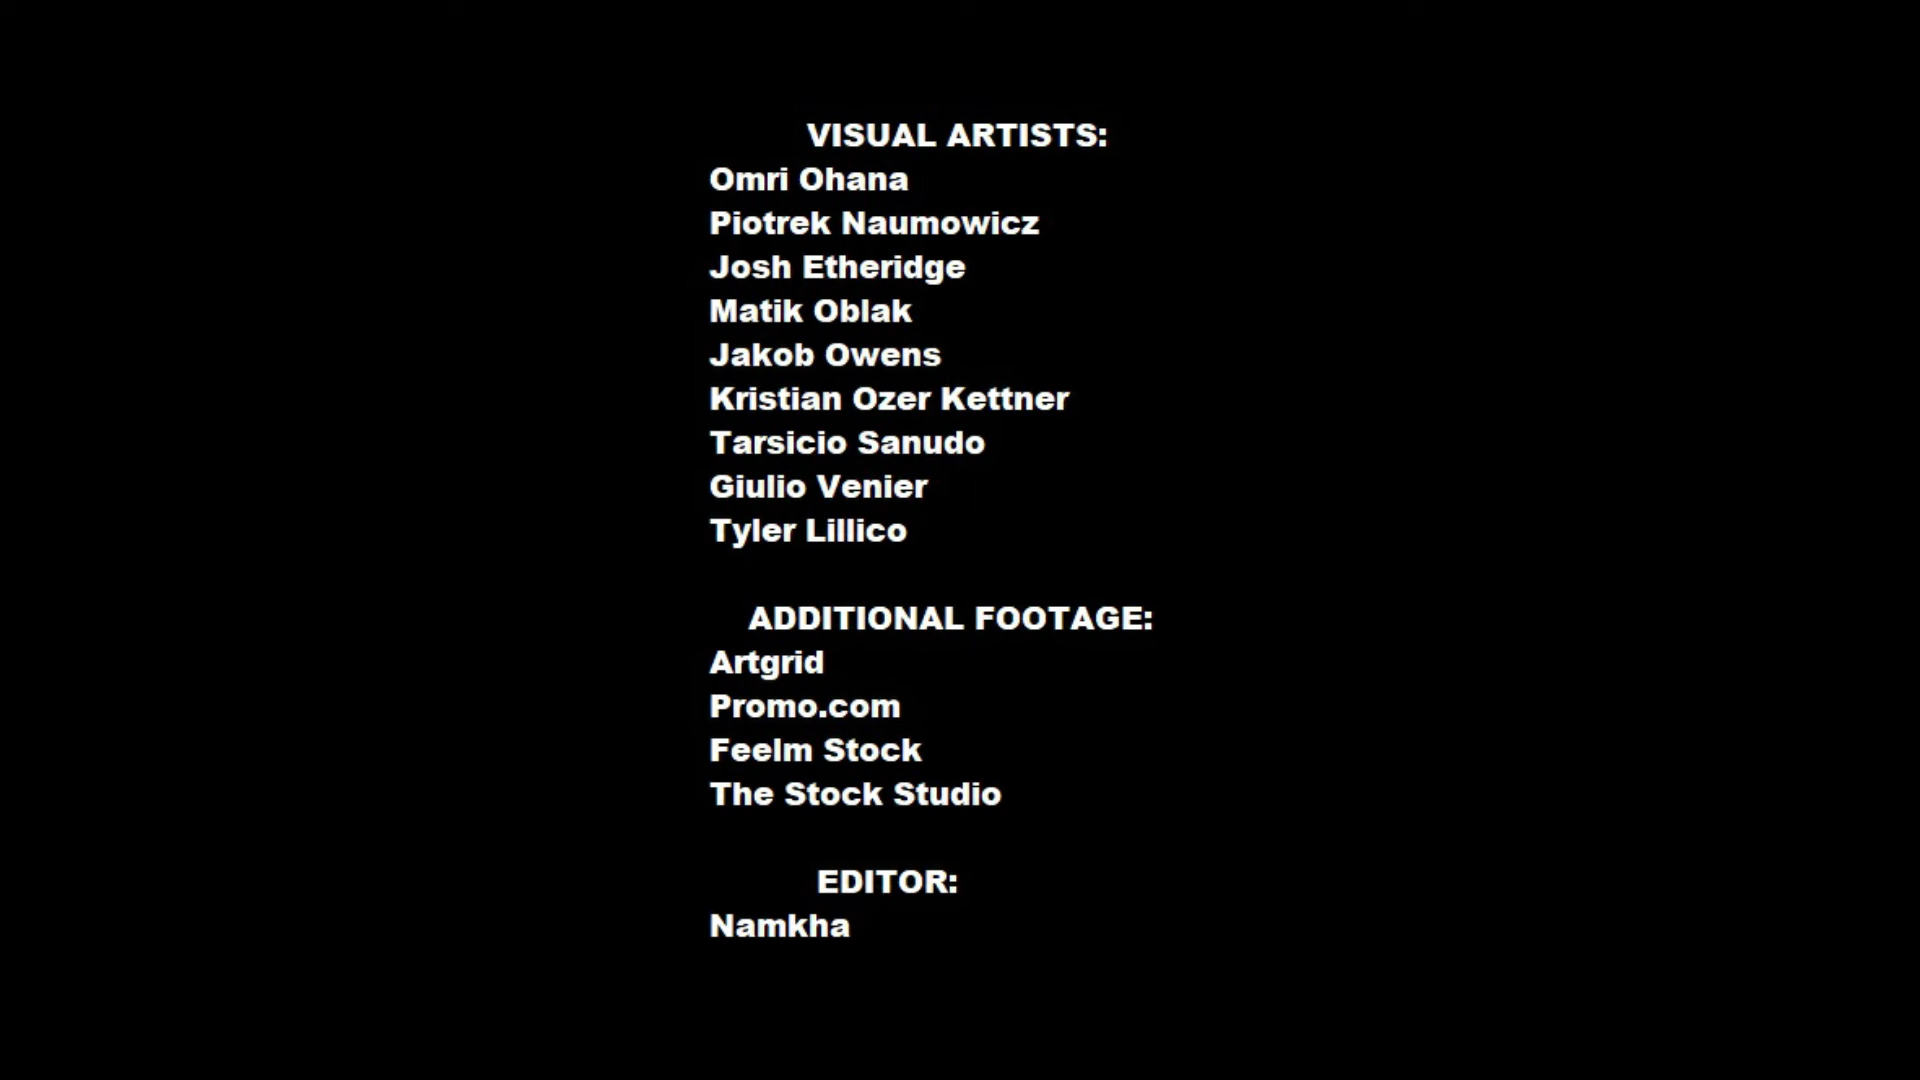 VISUAL ARTISTS:
Omri Ohana
Piotrek Naumowicz
Josh Etheridge
Matik Oblak
Jakob Owens
Kristian Ozer Kettner
Tarsicio Sanudo
Giulio Venier
Tyler Lillico
ADDITIONAL FOOTAGE:
Artgrid
Promo.com
Feelm Stock
The Stock Studio
EDITOR:
Namkha